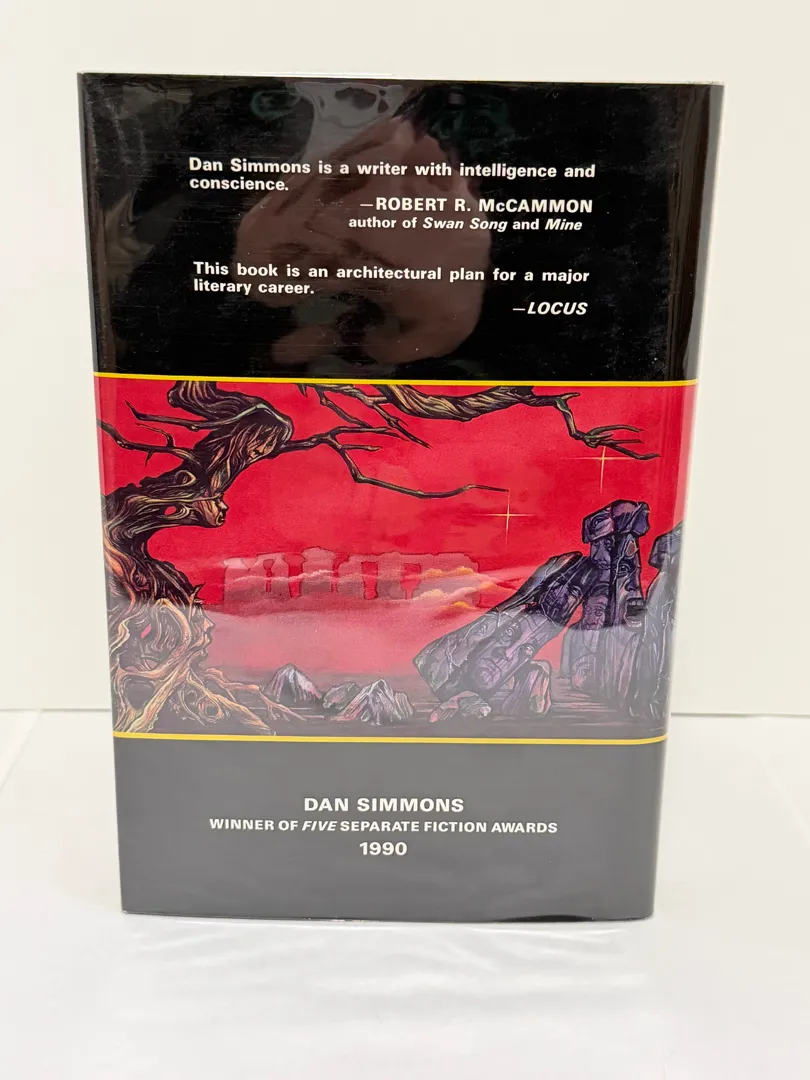 Dan Simmons is a writer with intelligence and
conscience.
—ROBERT R. McCAMMON
author of Swan Song and Mine
This book is an architectural plan for a major
literary career.
—LOCUS
DAN SIMMONS
WINNER OF FIVE SEPARATE FICTION AWARDS
1990